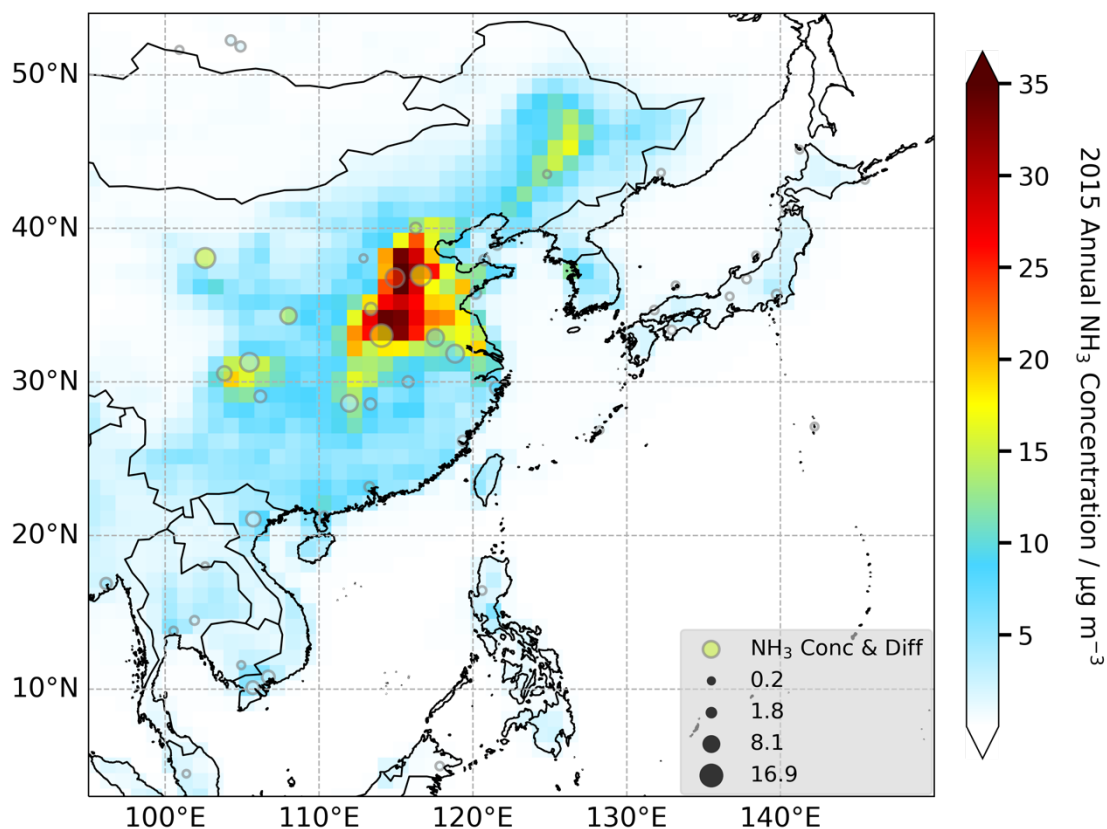 50°N
40°N
30°N
20°N
10°N
100°E
110°E
120°E
130°E
140°E
NH₃ Conc & Diff
0.2
1.8
8.1
16.9
35
30
25
20
15
10
5
2015 Annual NH₃ Concentration / μg m⁻³